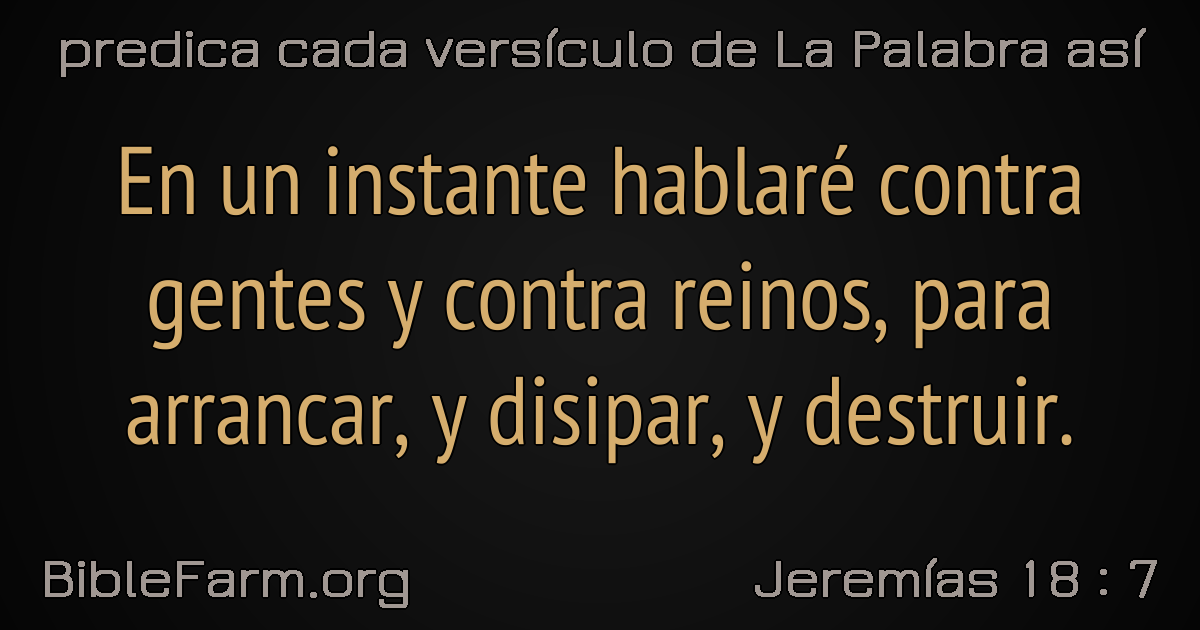 predica cada versículo de La Palabra así
En un instante hablaré contra
gentes y contra reinos, para
arrancar, y disipar, y destruir.
BibleFarm.org
Jeremías 18 : 7